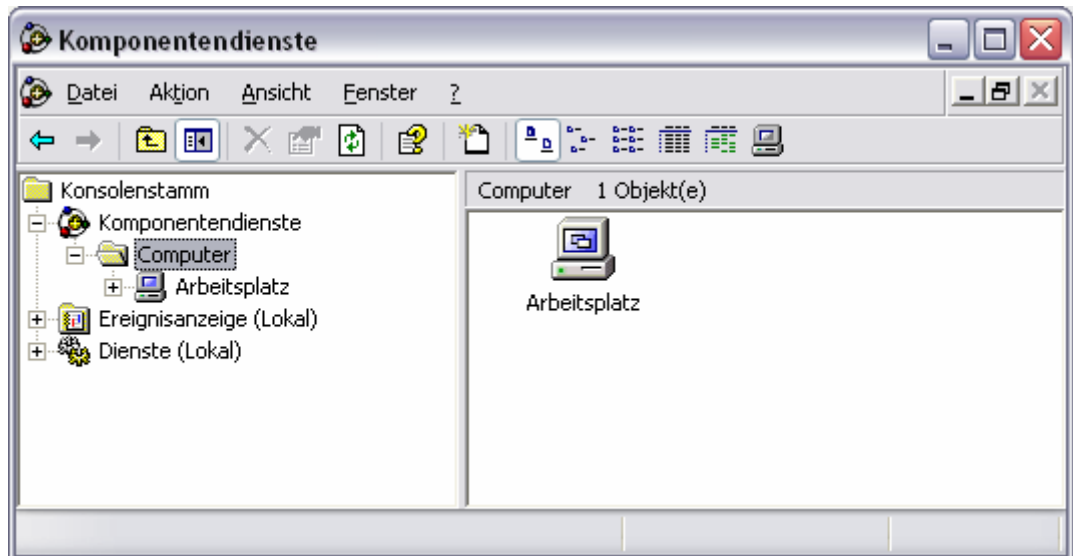 Komponentendienste
Datei Aktion Ansicht Fenster ?
Konsolenstamm
Komponentendienste
Computer
Arbeitsplatz
Ereignisanzeige (Lokal)
Dienste (Lokal)
Computer 1 Objekt(e)
Arbeitsplatz